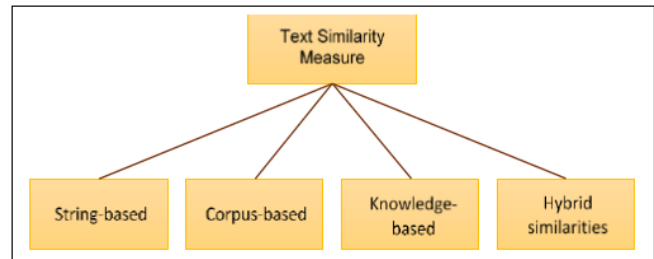 Text Similarity
Measure
String-based
Corpus-based
Knowledge-
based
Hybrid
similarities